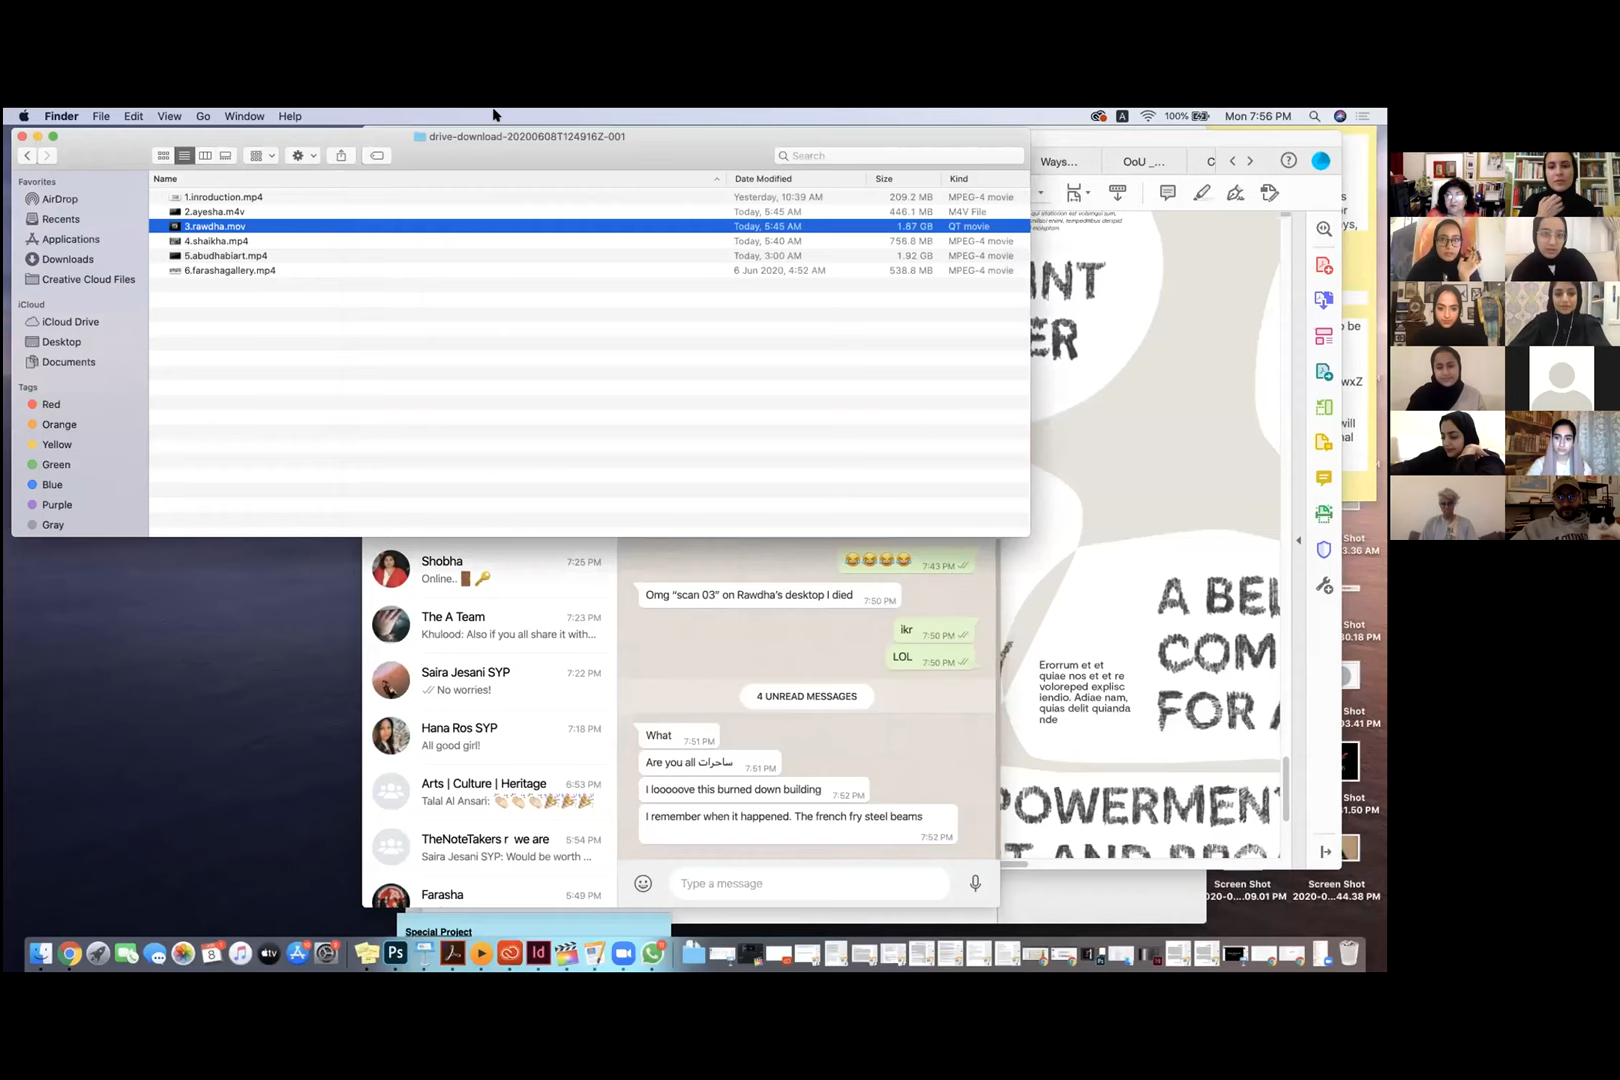 Finder File Edit View Go Window Help
100% Mon 7:56 PM
drive-download-20200608T124916Z-001
Search
Favorites
AirDrop
Recents
Applications
Downloads
Creative Cloud Files
iCloud
iCloud Drive
Desktop
Documents
Tags
Red
Orange
Yellow
Green
Blue
Purple
Gray
Name Date Modified Size Kind
1.inroduction.mp4 Yesterday, 10:39 AM 209.2 MB MPEG-4 movie
2.ayesha.m4v Today, 5:45 AM 446.1 MB M4V File
3.rawdha.mov Today, 5:45 AM 1.87 GB QT movie
4.shaikha.mp4 Today, 5:40 AM 756.8 MB MPEG-4 movie
5.abudhabiart.mp4 Today, 3:00 AM 1.92 GB MPEG-4 movie
6.farashagallery.mp4 6 Jun 2020, 4:52 AM 538.8 MB MPEG-4 movie
Ways... OoU _... C
Shobha 7:25 PM
Online..
The A Team 7:23 PM
Khulood: Also if you all share it with...
Saira Jesani SYP 7:22 PM
No worries!
Hana Ros SYP 7:18 PM
All good girl!
Arts | Culture | Heritage 6:53 PM
Talal Al Ansari:
TheNoteTakers r we are 5:54 PM
Saira Jesani SYP: Would be worth ...
Farasha 5:49 PM
7:43 PM
Omg “scan 03” on Rawdha’s desktop I died 7:50 PM
ikr 7:50 PM
LOL 7:50 PM
4 UNREAD MESSAGES
What 7:51 PM
Are you all ساحرات 7:51 PM
I looooove this burned down building 7:52 PM
I remember when it happened. The french fry steel beams
7:52 PM
Type a message
Special Project
Erorrum et et
quiae nos et et re
voloreped explisc
iendio. Adiae nam,
quias delit quianda
nde
A BEL
COM
FOR A
POWERMENT
Screen Shot
2020-0....09.01 PM
Screen Shot
2020-0...44.38 PM